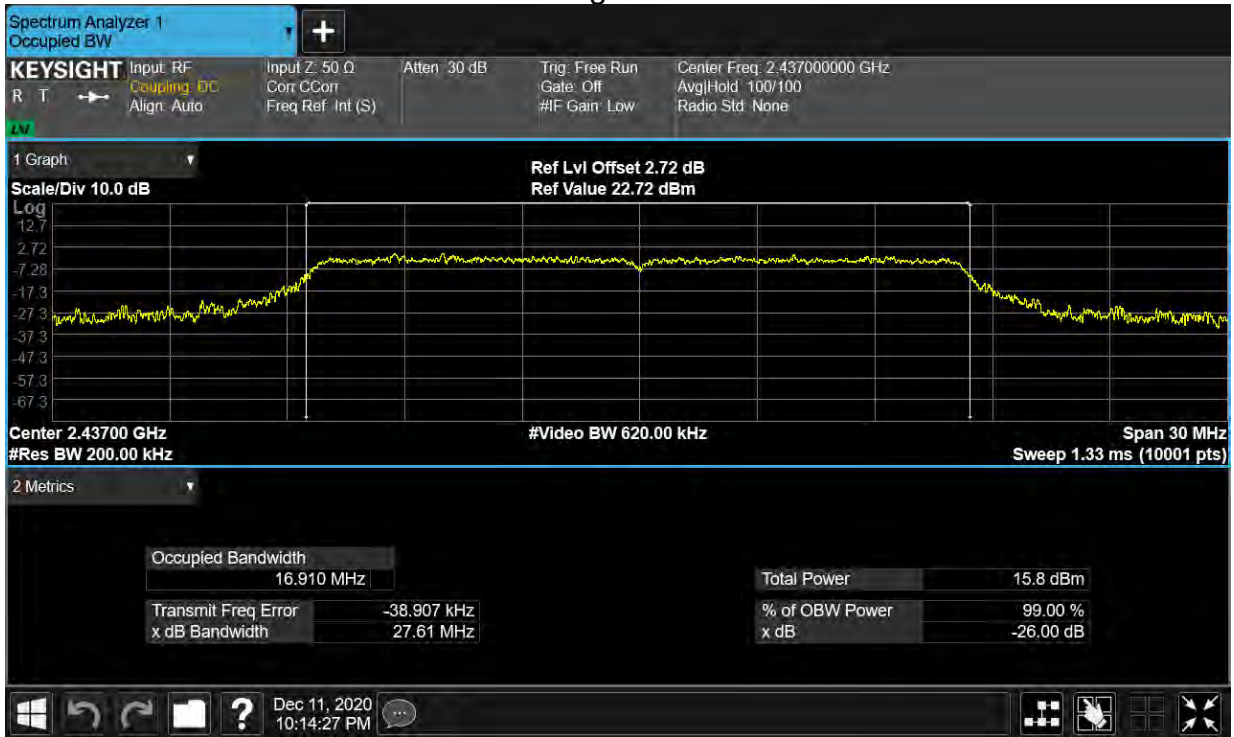 Spectrum Analyzer 1
Occupied BW
+
KEYSIGHT
R T
Input: RF
Coupling: DC
Align: Auto
Input Z: 50 Ω
Corr CCorr
Freq Ref: Int (S)
Atten: 30 dB
Trig: Free Run
Gate: Off
#IF Gain: Low
Center Freq: 2.437000000 GHz
Avg|Hold: 100/100
Radio Std: None
LXI
1 Graph
Scale/Div 10.0 dB
Ref Lvl Offset 2.72 dB
Ref Value 22.72 dBm
Log
12.7
2.72
-7.28
-17.3
-27.3
-37.3
-47.3
-57.3
-67.3
Center 2.43700 GHz
#Res BW 200.00 kHz
#Video BW 620.00 kHz
Span 30 MHz
Sweep 1.33 ms (10001 pts)
2 Metrics
Occupied Bandwidth
16.910 MHz
Transmit Freq Error -38.907 kHz
x dB Bandwidth 27.61 MHz
Total Power 15.8 dBm
% of OBW Power 99.00 %
x dB -26.00 dB
?
Dec 11, 2020
10:14:27 PM